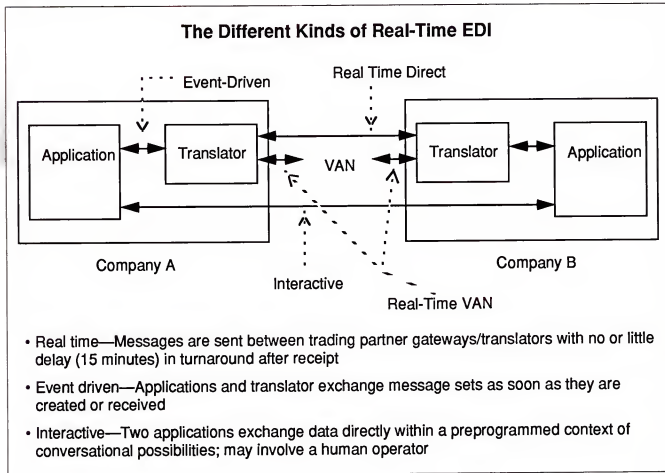 The Different Kinds of Real-Time EDI
Event-Driven
Real Time Direct
Application
Translator
VAN
Translator
Application
Company A
Company B
Interactive
Real-Time VAN
• Real time—Messages are sent between trading partner gateways/translators with no or little
delay (15 minutes) in turnaround after receipt
• Event driven—Applications and translator exchange message sets as soon as they are
created or received
• Interactive—Two applications exchange data directly within a preprogrammed context of
conversational possibilities; may involve a human operator